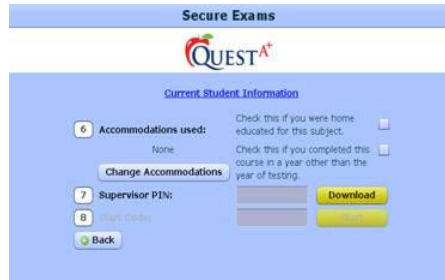 Secure Exams
QUEST A+
Current Student Information
6 Accommodations used:
None
Change Accommodations
Check this if you were home
educated for this subject.
Check this if you completed this
course in a year other than the
year of testing.
7 Supervisor PIN:
Download
8 Start Code:
Start
Back